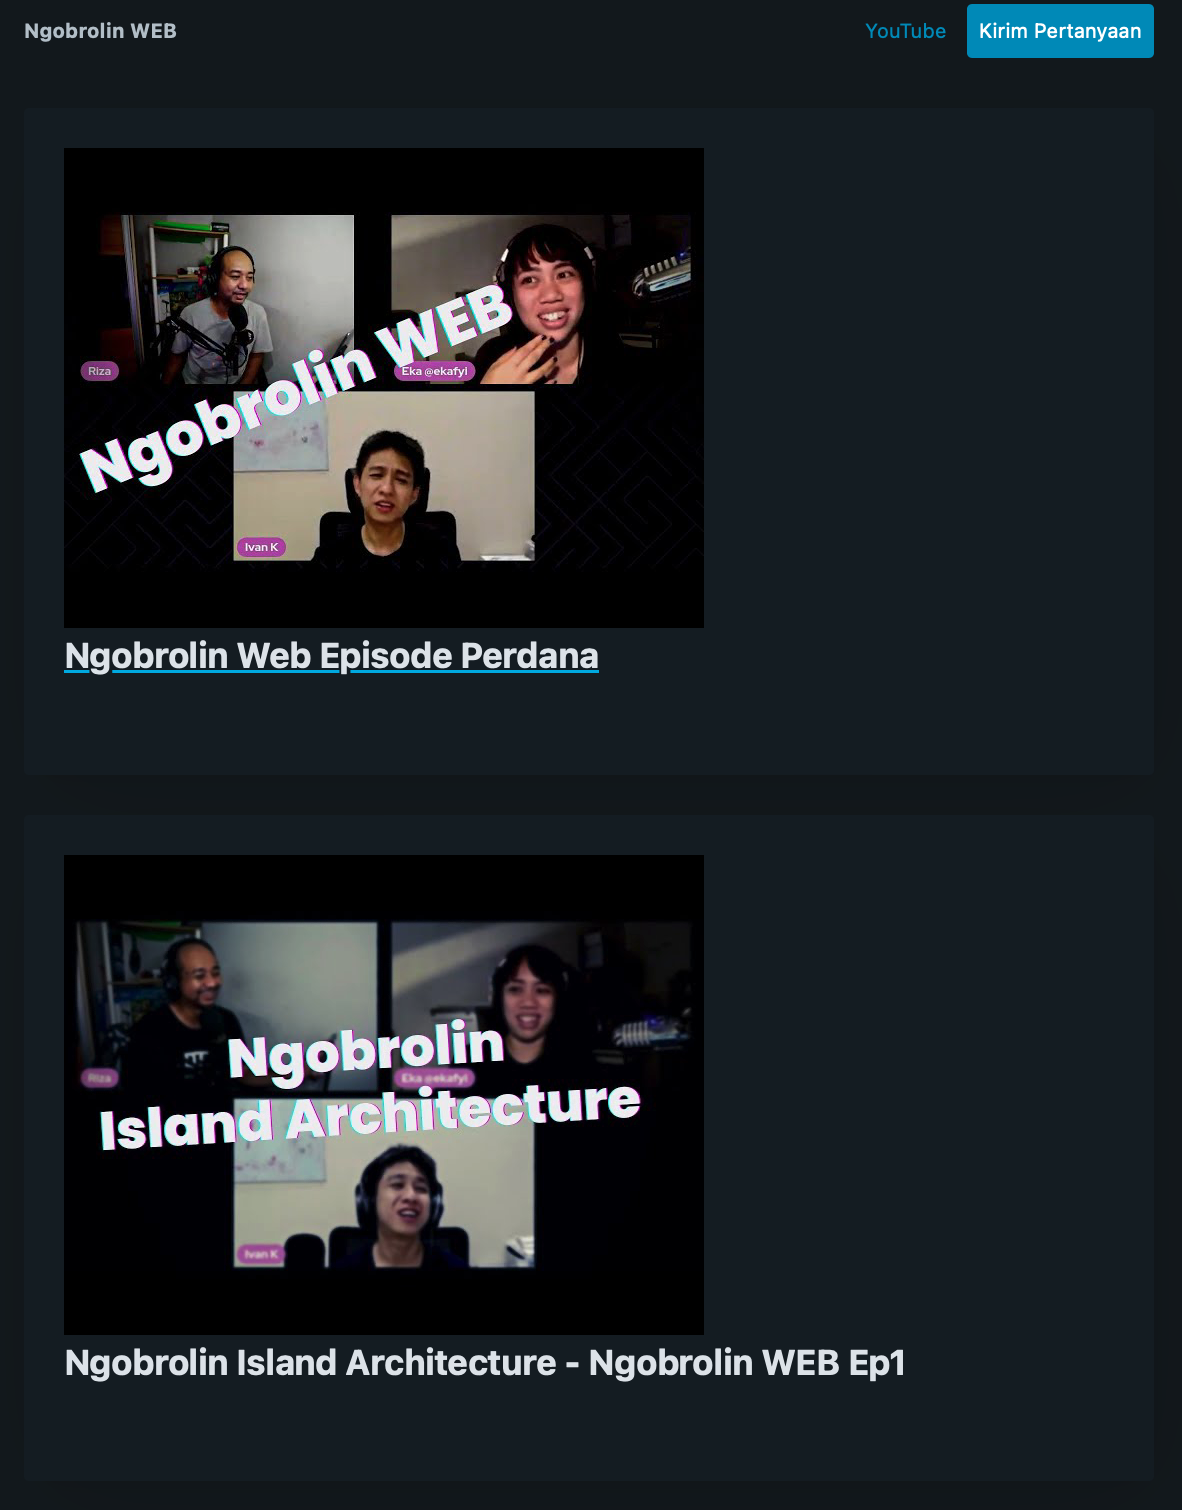 Ngobrolin WEB
YouTube
Kirim Pertanyaan
Riza
Eka @ekafyi
Ngobrolin WEB
Ivan K
Ngobrolin Web Episode Perdana
Riza
Eka @ekafyi
Ngobrolin
Island Architecture
Ivan K
Ngobrolin Island Architecture - Ngobrolin WEB Ep1